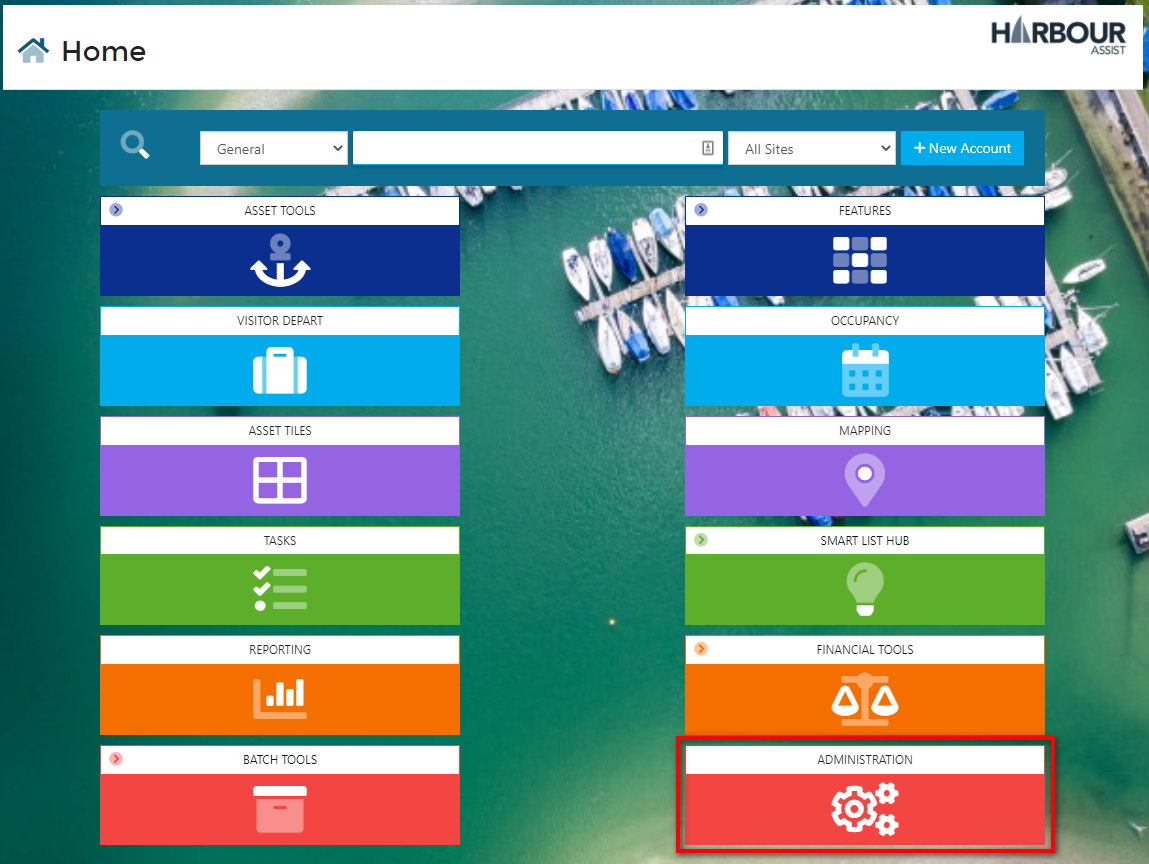 Home
HARBOUR
ASSIST
General
All Sites
+ New Account
ASSET TOOLS
FEATURES
VISITOR DEPART
OCCUPANCY
ASSET TILES
MAPPING
TASKS
SMART LIST HUB
REPORTING
FINANCIAL TOOLS
BATCH TOOLS
ADMINISTRATION